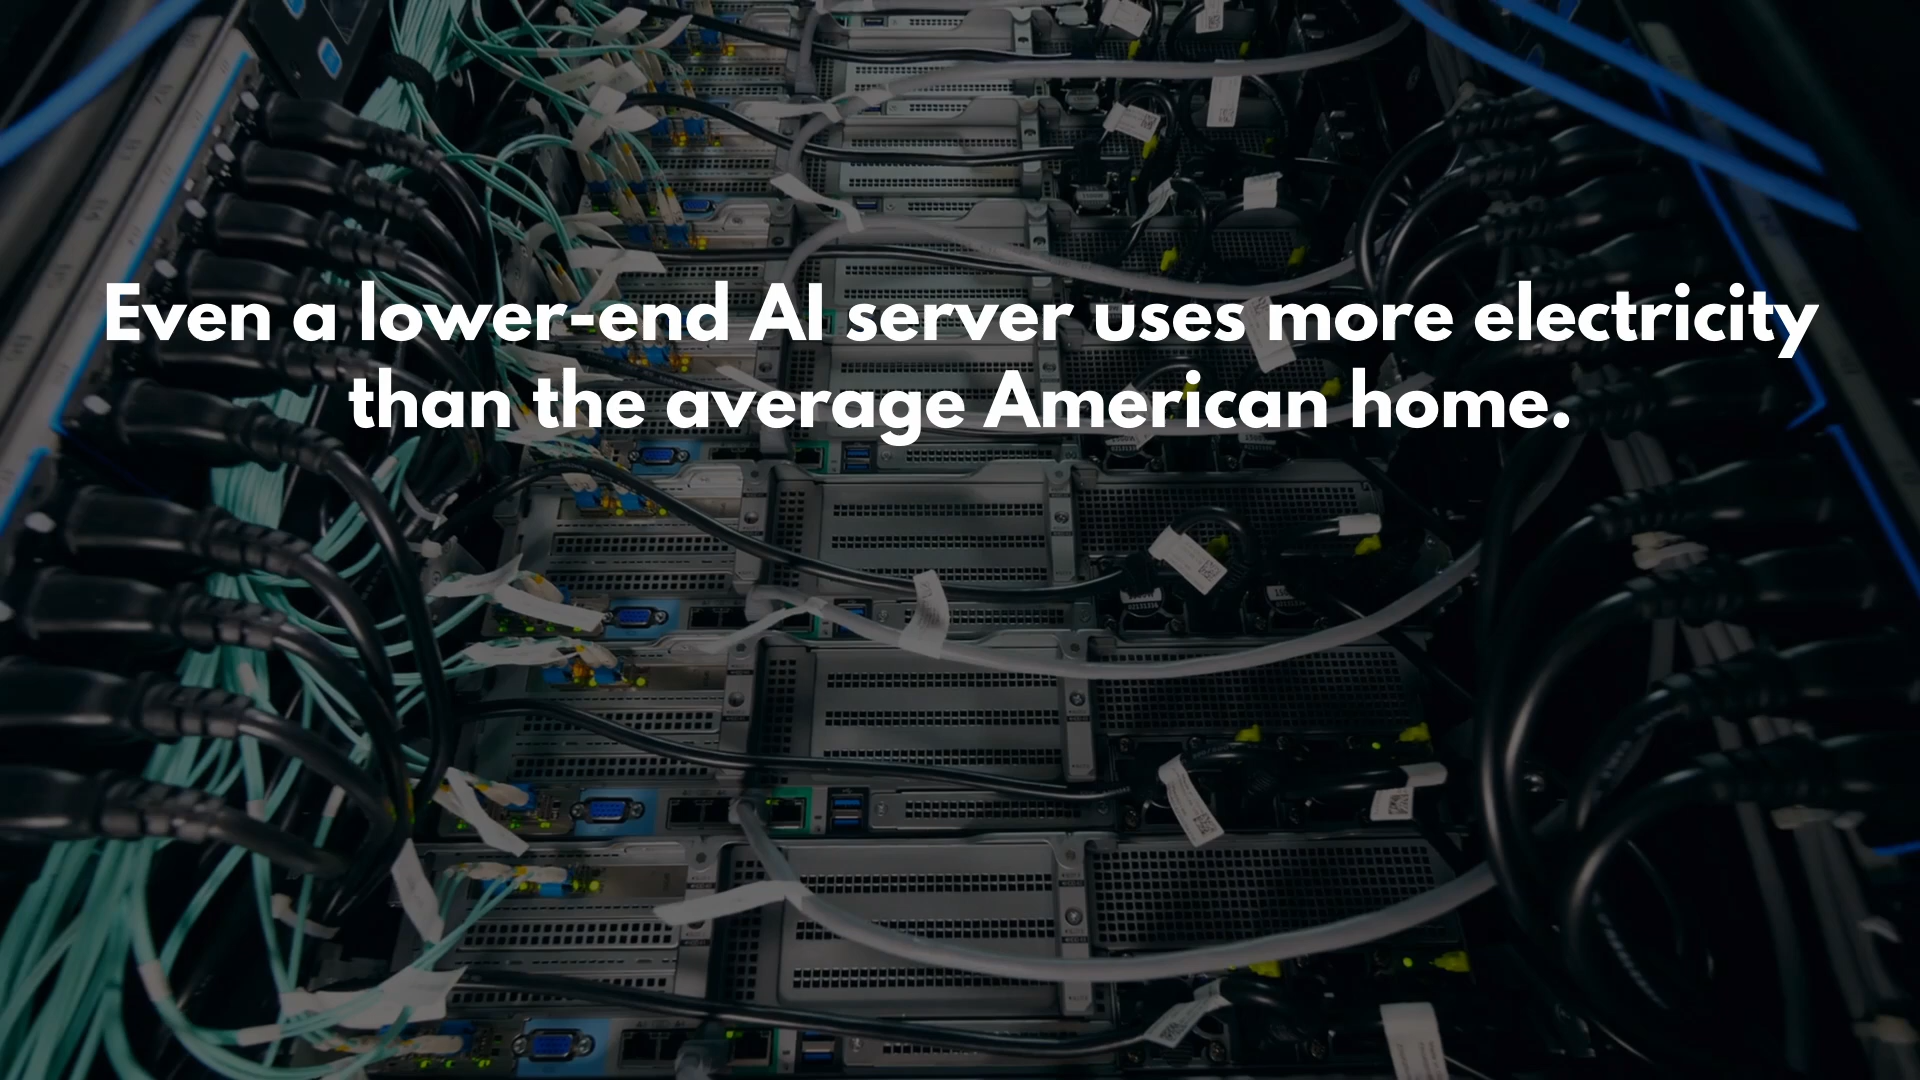 Even a lower-end AI server uses more electricity
than the average American home.